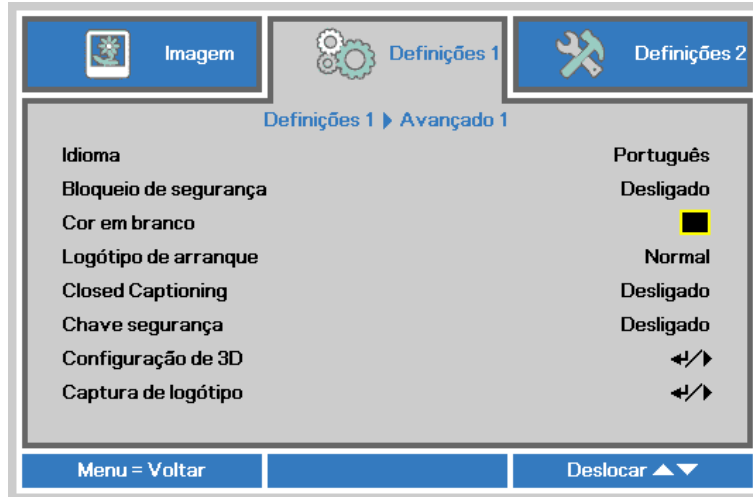 Imagem
Definições 1
Definições 2
Definições 1 ▶ Avançado 1
Idioma Português
Bloqueio de segurança Desligado
Cor em branco
Logótipo de arranque Normal
Closed Captioning Desligado
Chave segurança Desligado
Configuração de 3D ↵/▶
Captura de logótipo ↵/▶
Menu = Voltar
Deslocar ▲▼